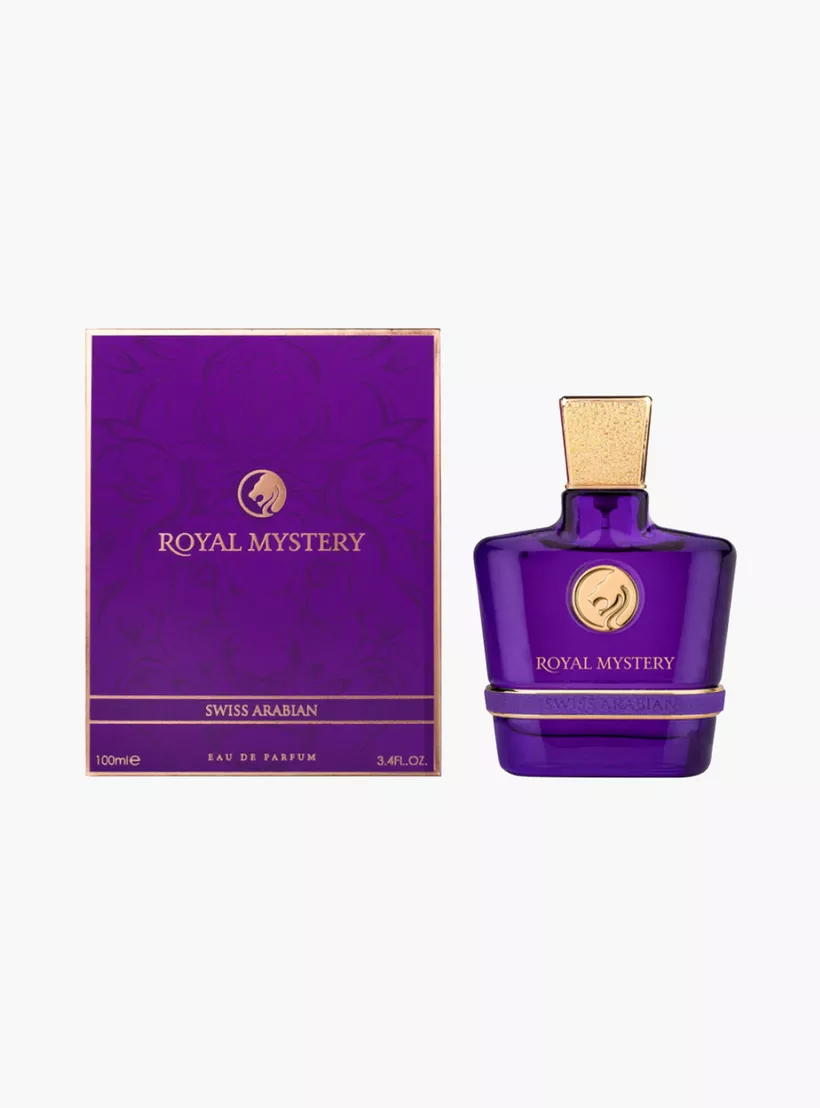 ROYAL MYSTERY
SWISS ARABIAN
100ml℮
EAU DE PARFUM
3.4FL.OZ.
ROYAL MYSTERY
SWISS ARABIAN